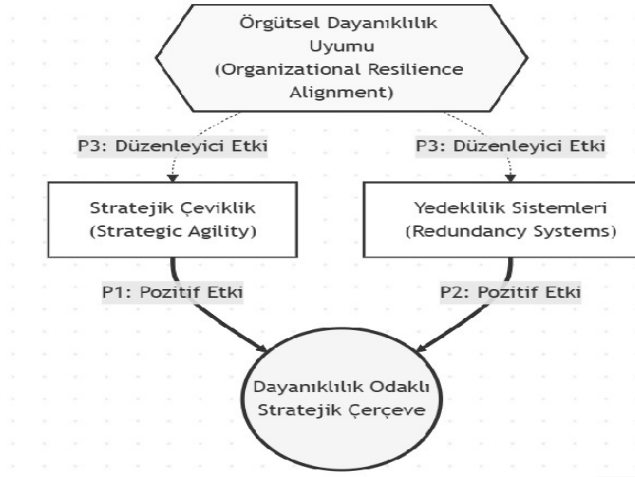 Örgütsel Dayanıklılık
Uyumu
(Organizational Resilience
Alignment)
P3: Düzenleyici Etki
P3: Düzenleyici Etki
Stratejik Çeviklik
(Strategic Agility)
Yedeklilik Sistemleri
(Redundancy Systems)
P1: Pozitif Etki
P2: Pozitif Etki
Dayanıklılık Odaklı
Stratejik Çerçeve